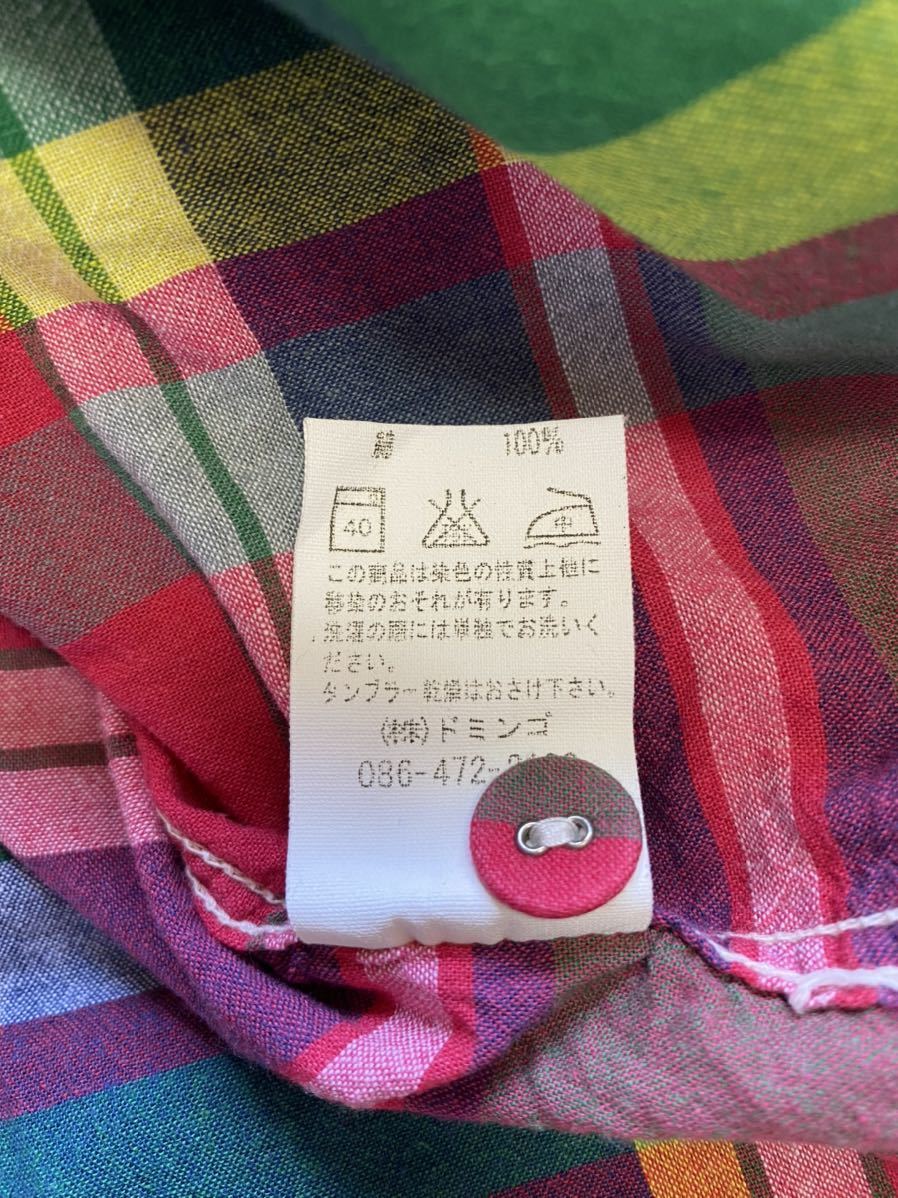 綿 100%
40
この製品は染色の性質上他に
移染のおそれが有ります。
洗濯の際には単独でお洗いく
ださい。
タンブラー乾燥はおさけ下さい。
(株)ドミンゴ
086-472-